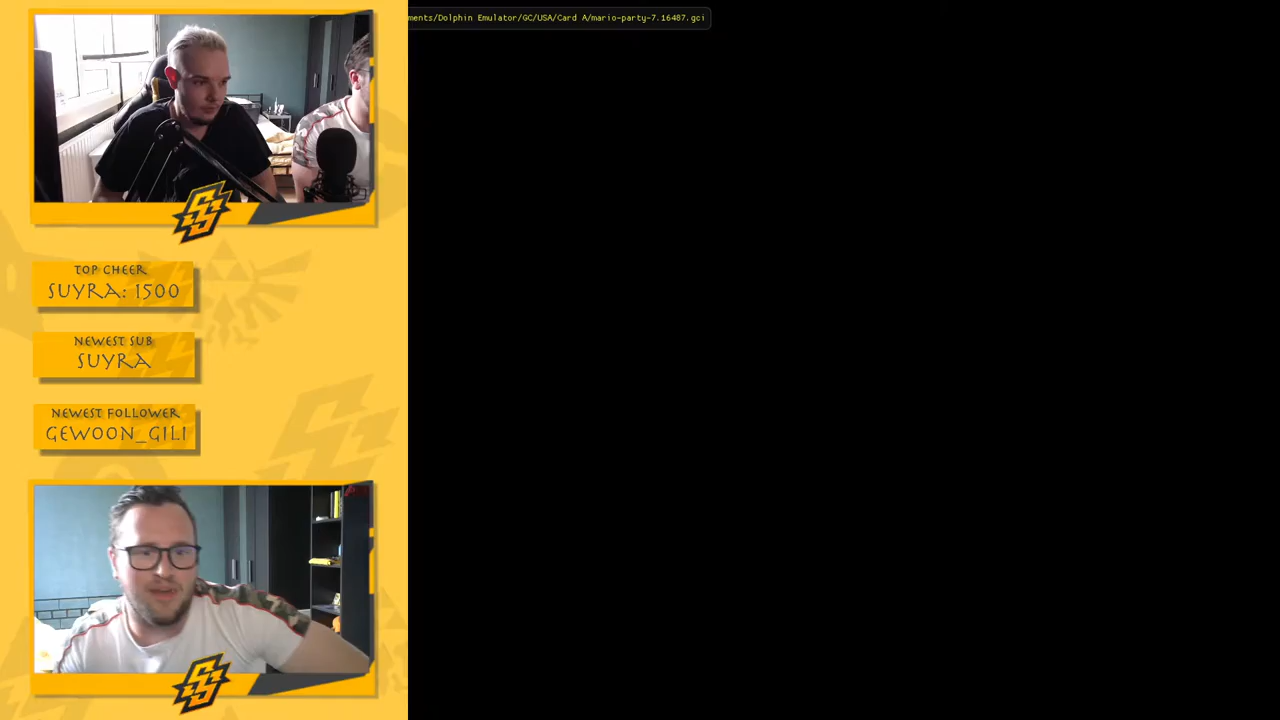 ments/Dolphin Emulator/GC/USA/Card A/mario-party-7.16487.gci
TOP CHEER
SUYRA: 1500
NEWEST SUB
SUYRA
NEWEST FOLLOWER
GEWOON_GILI